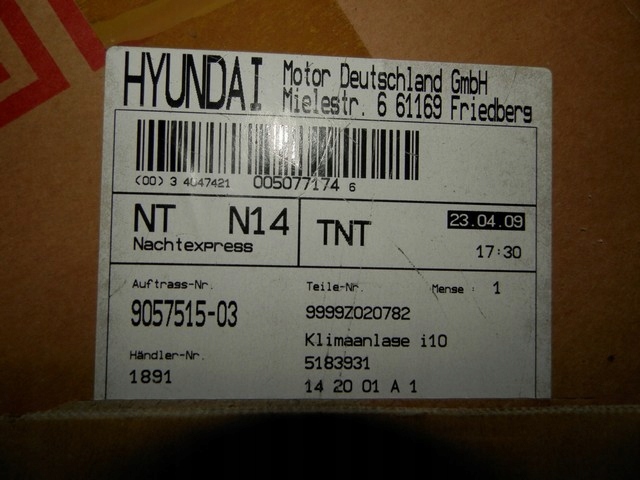 HYUNDAI Motor Deutschland GmbH
Mielestr. 6 61169 Friedberg
(00) 3 4047421 005077174 6
NT N14 TNT 23.04.09
Nachtexpress 17:30
Auftrags-Nr. Teile-Nr. Menge : 1
9057515-03 9999Z020782
Klimaanlage i10
Händler-Nr. 5183931
1891 14 20 01 A 1